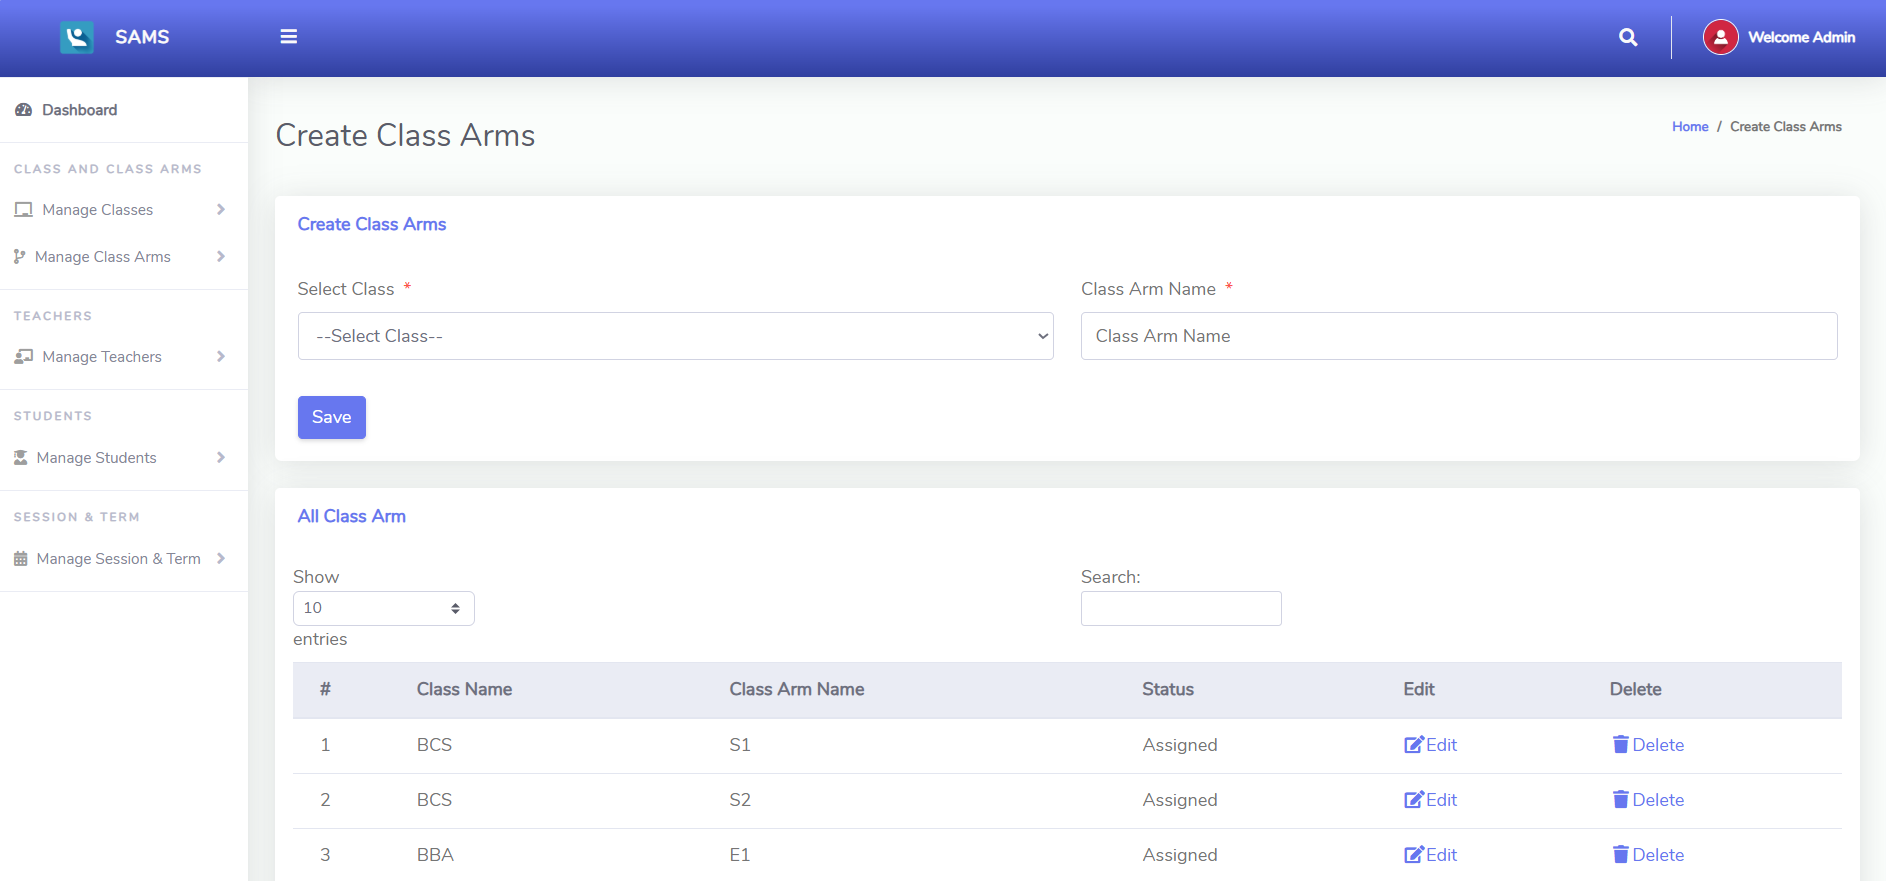 SAMS
Welcome Admin
Dashboard
CLASS AND CLASS ARMS
Manage Classes
Manage Class Arms
TEACHERS
Manage Teachers
STUDENTS
Manage Students
SESSION & TERM
Manage Session & Term
Create Class Arms
Home / Create Class Arms
Create Class Arms
Select Class *
Class Arm Name *
--Select Class--
Class Arm Name
Save
All Class Arm
Show
10
entries
Search:
# Class Name Class Arm Name Status Edit Delete
1 BCS S1 Assigned Edit Delete
2 BCS S2 Assigned Edit Delete
3 BBA E1 Assigned Edit Delete